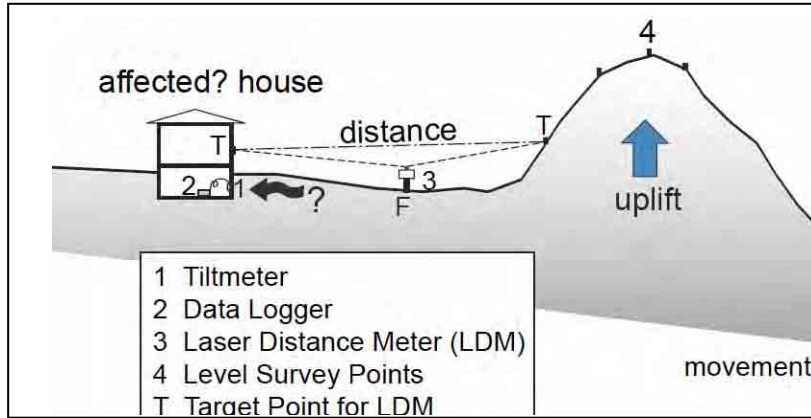 4
affected? house
T
distance
T
2
1
?
3
F
uplift
1 Tiltmeter
2 Data Logger
3 Laser Distance Meter (LDM)
4 Level Survey Points
T Target Point for LDM
movement